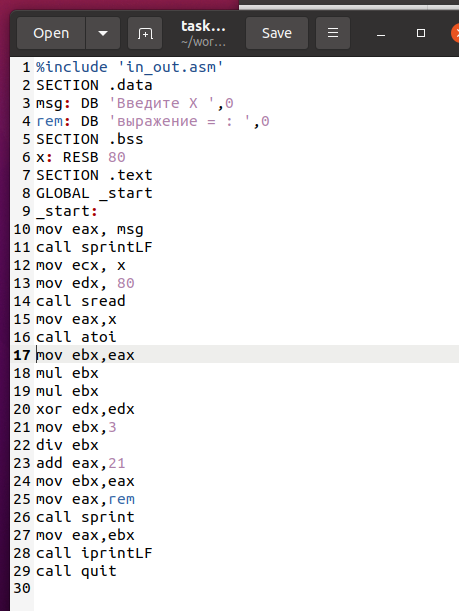 Open
task...
~/wor...
Save
1 %include 'in_out.asm'
2 SECTION .data
3 msg: DB 'Введите X ',0
4 rem: DB 'выражение = : ',0
5 SECTION .bss
6 x: RESB 80
7 SECTION .text
8 GLOBAL _start
9 _start:
10 mov eax, msg
11 call sprintLF
12 mov ecx, x
13 mov edx, 80
14 call sread
15 mov eax,x
16 call atoi
17 mov ebx,eax
18 mul ebx
19 mul ebx
20 xor edx,edx
21 mov ebx,3
22 div ebx
23 add eax,21
24 mov ebx,eax
25 mov eax,rem
26 call sprint
27 mov eax,ebx
28 call iprintLF
29 call quit
30